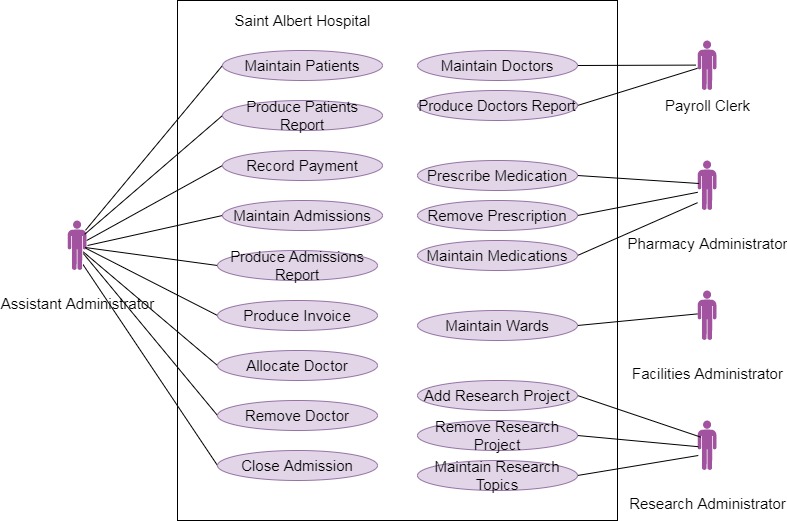 Saint Albert Hospital
Maintain Patients
Produce Patients
Report
Record Payment
Maintain Admissions
Produce Admissions
Report
Produce Invoice
Allocate Doctor
Remove Doctor
Close Admission
Assistant Administrator
Maintain Doctors
Produce Doctors Report
Prescribe Medication
Remove Prescription
Maintain Medications
Maintain Wards
Add Research Project
Remove Research
Project
Maintain Research
Topics
Payroll Clerk
Pharmacy Administrator
Facilities Administrator
Research Administrator